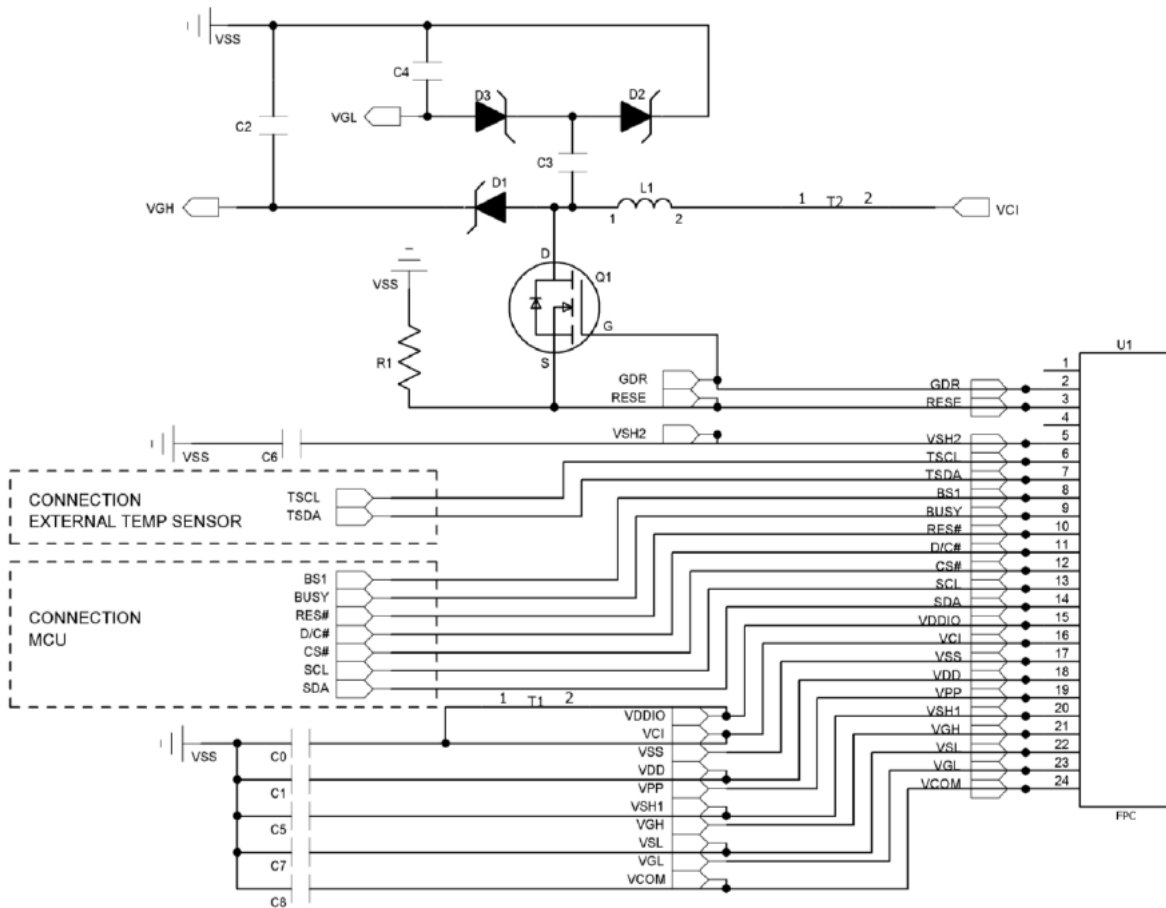 VSS
C4
D3
D2
VGL
C2
C3
D1
L1
VGH
1
2
1 T2 2
VCI
D
Q1
VSS
G
R1
S
U1
GDR
RESE
VSH2
VSS
C6
GDR
RESE
VSH2
TSCL
TSDA
BS1
BUSY
RES#
D/C#
CS#
SCL
SDA
VDDIO
VCI
VSS
VDD
VPP
VSH1
VGH
VSL
VGL
VCOM
1
2
3
4
5
6
7
8
9
10
11
12
13
14
15
16
17
18
19
20
21
22
23
24
FPC
CONNECTION
EXTERNAL TEMP SENSOR
TSCL
TSDA
CONNECTION
MCU
BS1
BUSY
RES#
D/C#
CS#
SCL
SDA
1 T1 2
VSS
C0
C1
C5
C7
C8
VDDIO
VCI
VSS
VDD
VPP
VSH1
VGH
VSL
VGL
VCOM